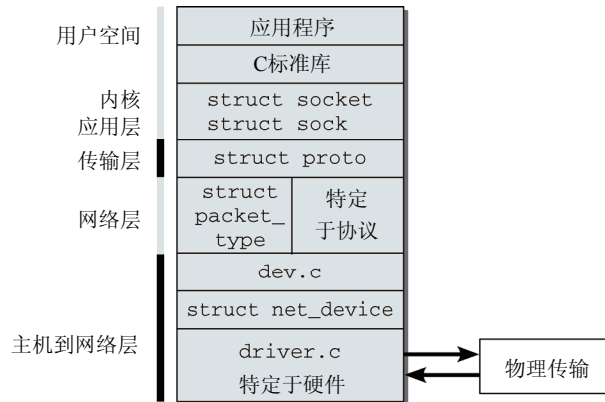 用户空间
应用程序
C标准库
内核
应用层
struct socket
struct sock
传输层
struct proto
网络层
struct
packet_
type
特定
于协议
主机到网络层
dev.c
struct net_device
driver.c
特定于硬件
物理传输